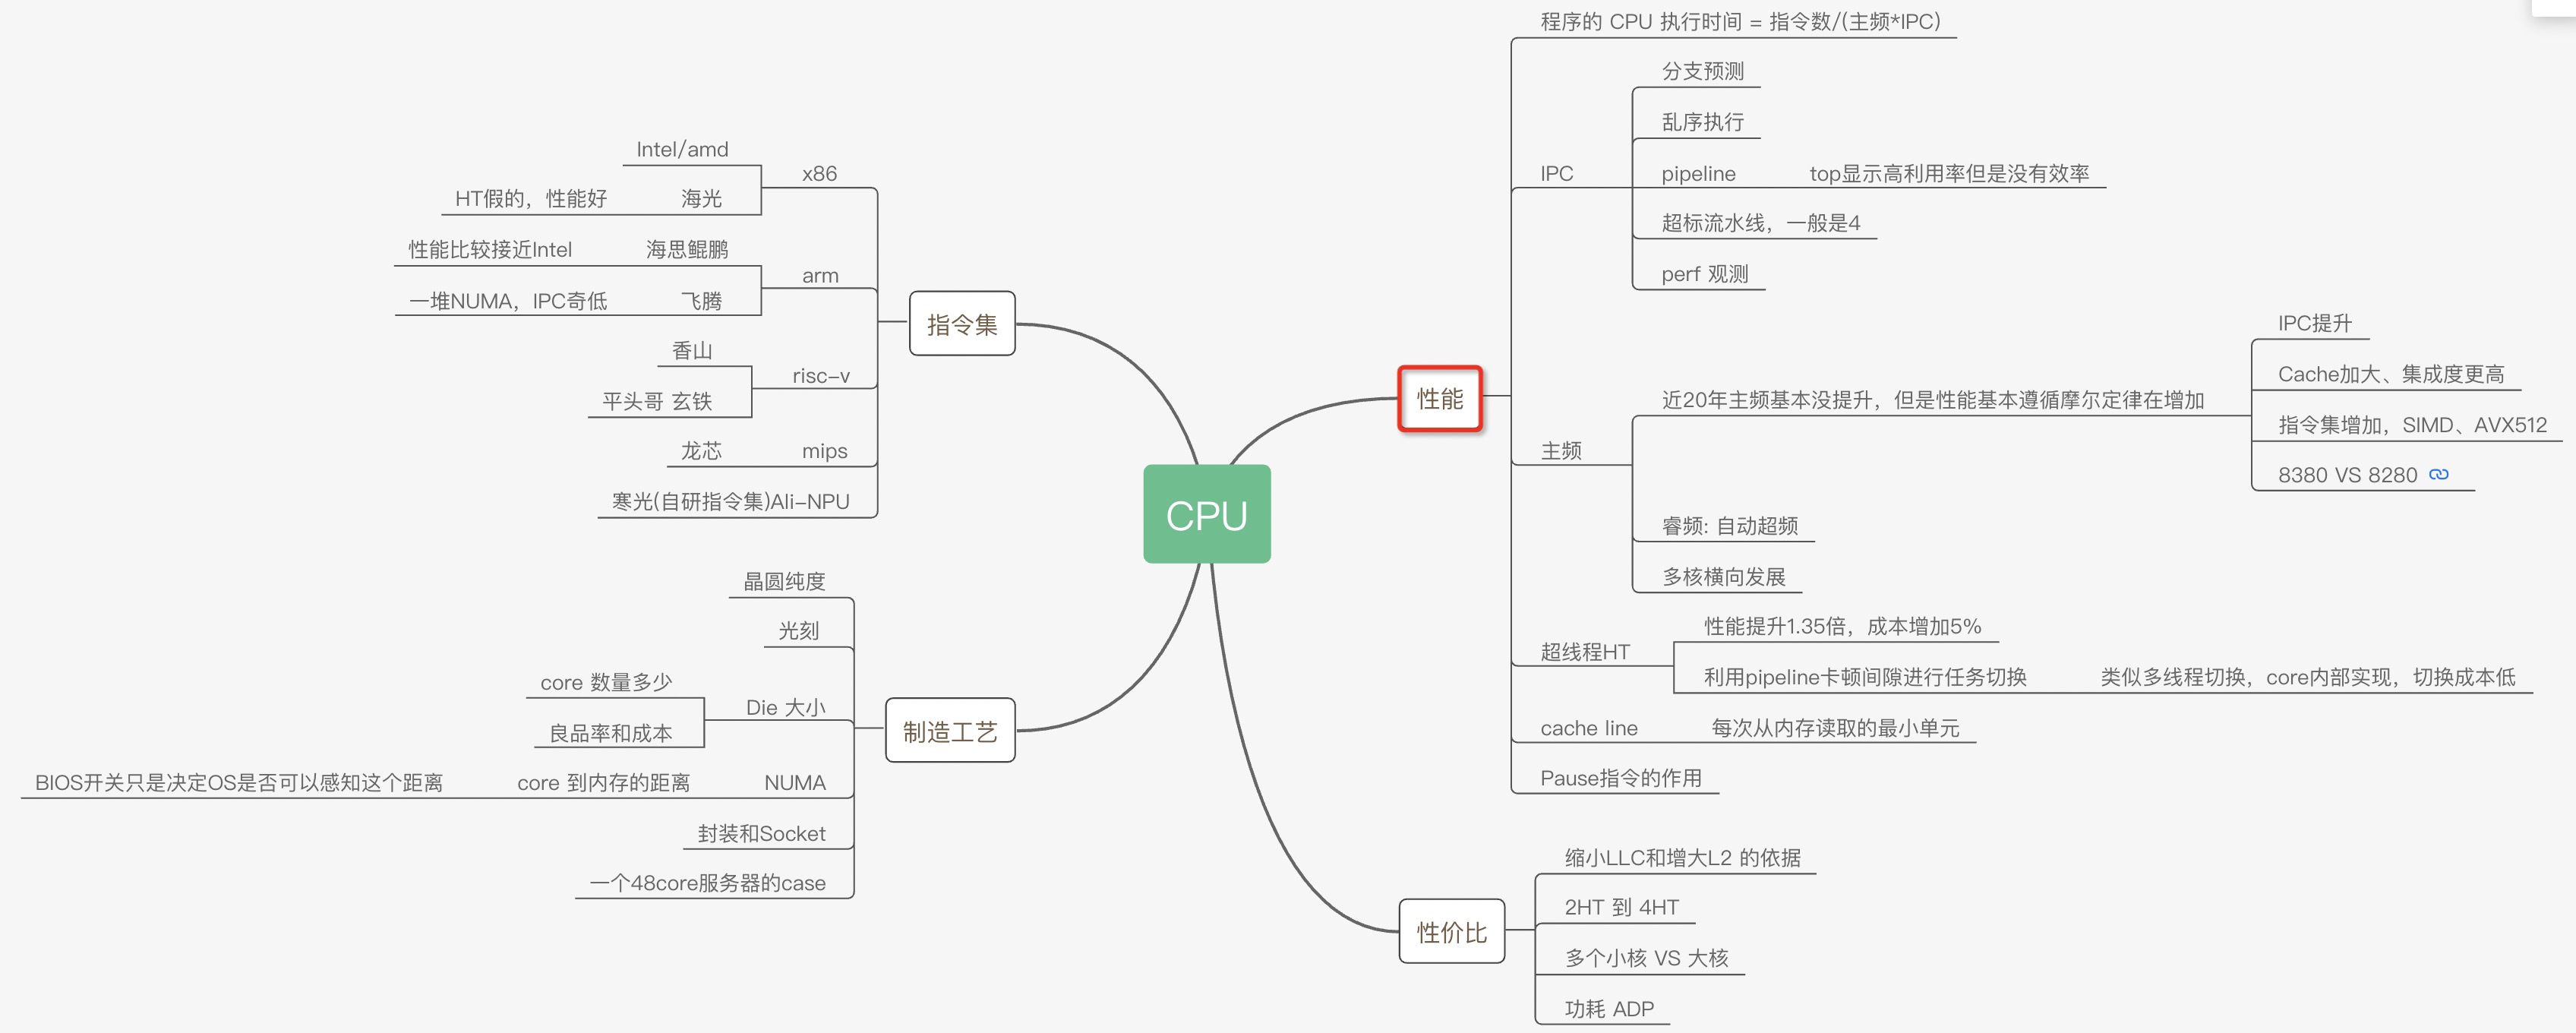 CPU
性能
程序的 CPU 执行时间 = 指令数/(主频*IPC)
IPC
分支预测
乱序执行
pipeline
top显示高利用率但是没有效率
超标流水线，一般是4
perf 观测
主频
近20年主频基本没提升，但是性能基本遵循摩尔定律在增加
IPC提升
Cache加大、集成度更高
指令集增加，SIMD、AVX512
8380 VS 8280
睿频: 自动超频
多核横向发展
超线程HT
性能提升1.35倍，成本增加5%
利用pipeline卡顿间隙进行任务切换
类似多线程切换，core内部实现，切换成本低
cache line
每次从内存读取的最小单元
Pause指令的作用
性价比
缩小LLC和增大L2 的依据
2HT 到 4HT
多个小核 VS 大核
功耗 ADP
指令集
x86
Intel/amd
海光
HT假的，性能好
arm
海思鲲鹏
性能比较接近Intel
飞腾
一堆NUMA，IPC奇低
risc-v
香山
平头哥 玄铁
mips
龙芯
寒光(自研指令集)Ali-NPU
制造工艺
晶圆纯度
光刻
Die 大小
core 数量多少
良品率和成本
NUMA
core 到内存的距离
BIOS开关只是决定OS是否可以感知这个距离
封装和Socket
一个48core服务器的case